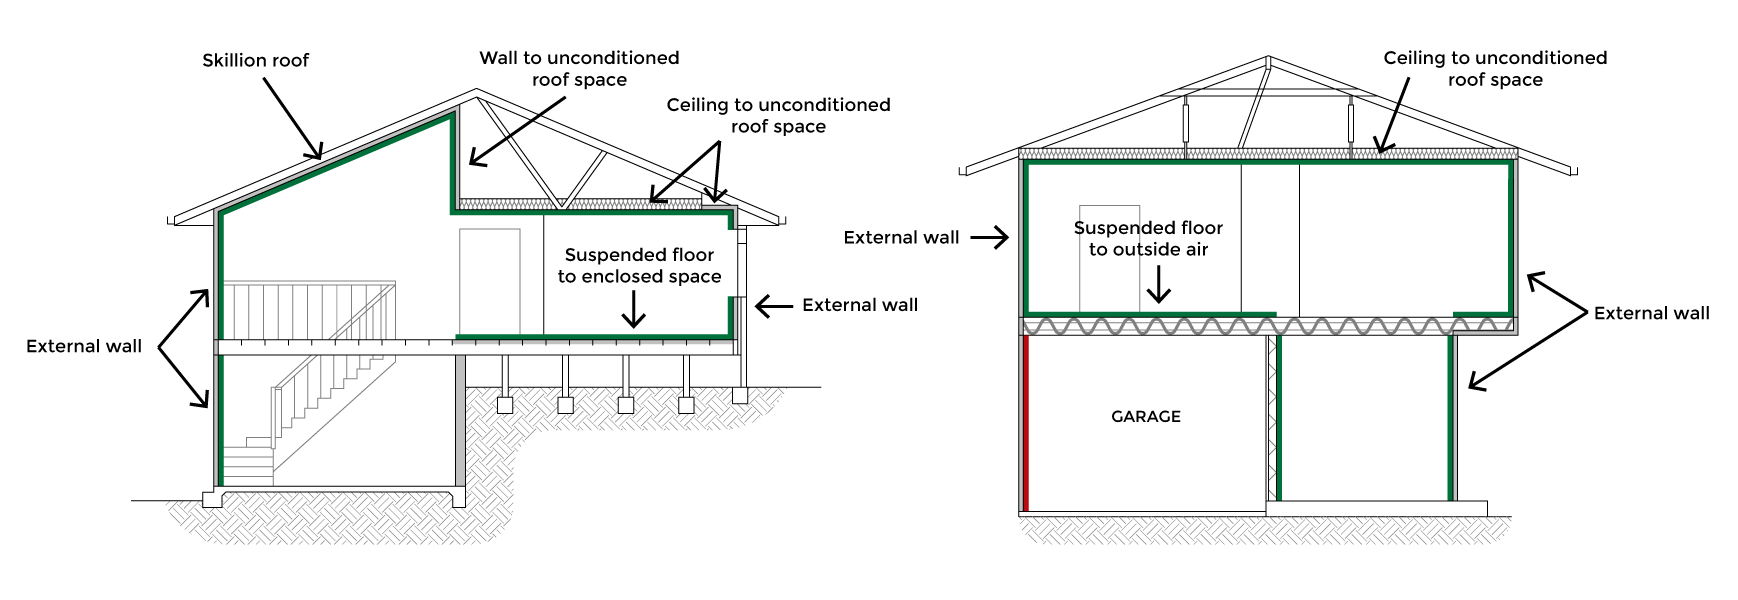 Skillion roof
Wall to unconditioned
roof space
Ceiling to unconditioned
roof space
Suspended floor
to enclosed space
External wall
External wall
Ceiling to unconditioned
roof space
External wall
Suspended floor
to outside air
External wall
GARAGE